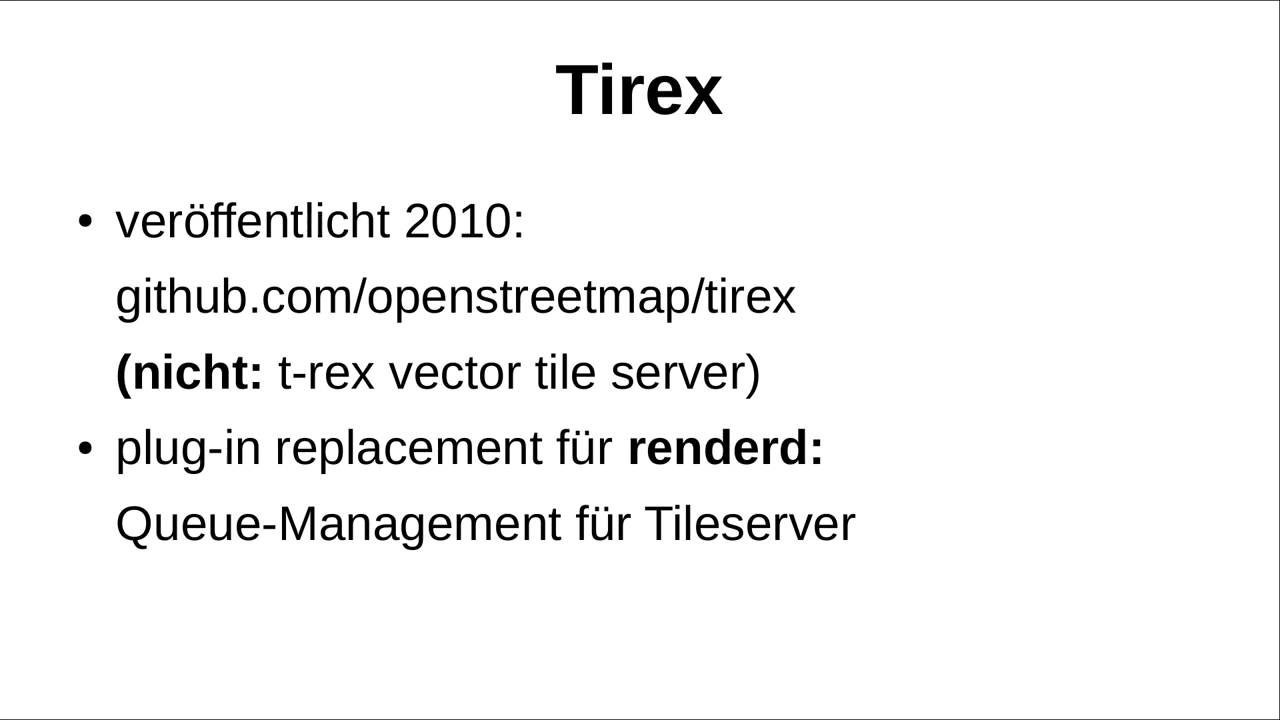 Tirex
• veröffentlicht 2010:
github.com/openstreetmap/tirex
(nicht: t-rex vector tile server)
• plug-in replacement für renderd:
Queue-Management für Tileserver